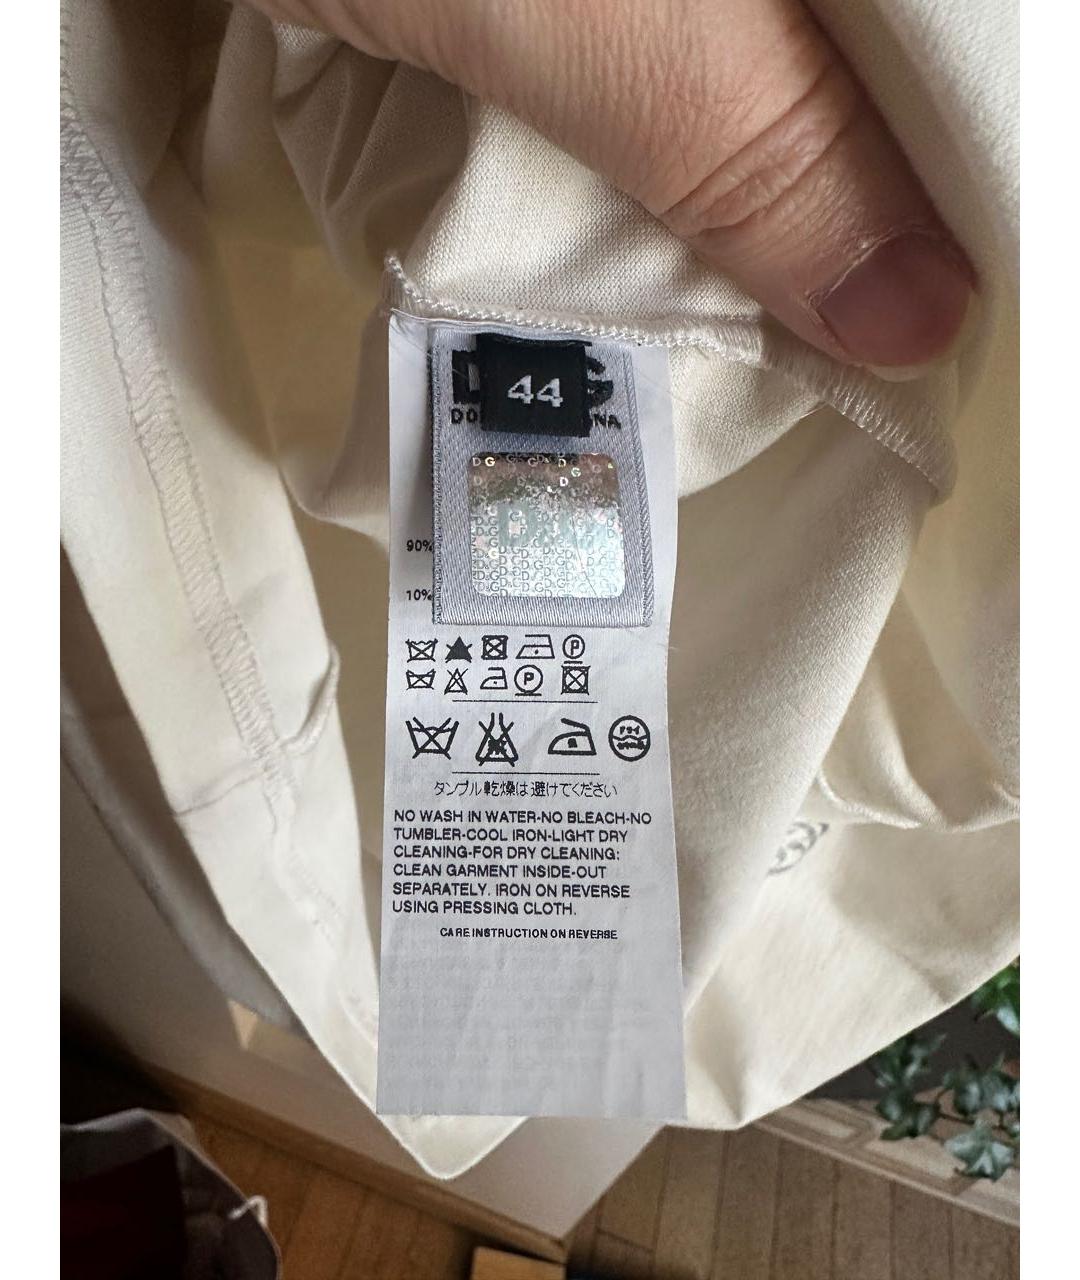 44
DO
NA
90%
10%
タンブル乾燥は避けてください
NO WASH IN WATER-NO BLEACH-NO
TUMBLER-COOL IRON-LIGHT DRY
CLEANING-FOR DRY CLEANING:
CLEAN GARMENT INSIDE-OUT
SEPARATELY. IRON ON REVERSE
USING PRESSING CLOTH.
CARE INSTRUCTION ON REVERSE